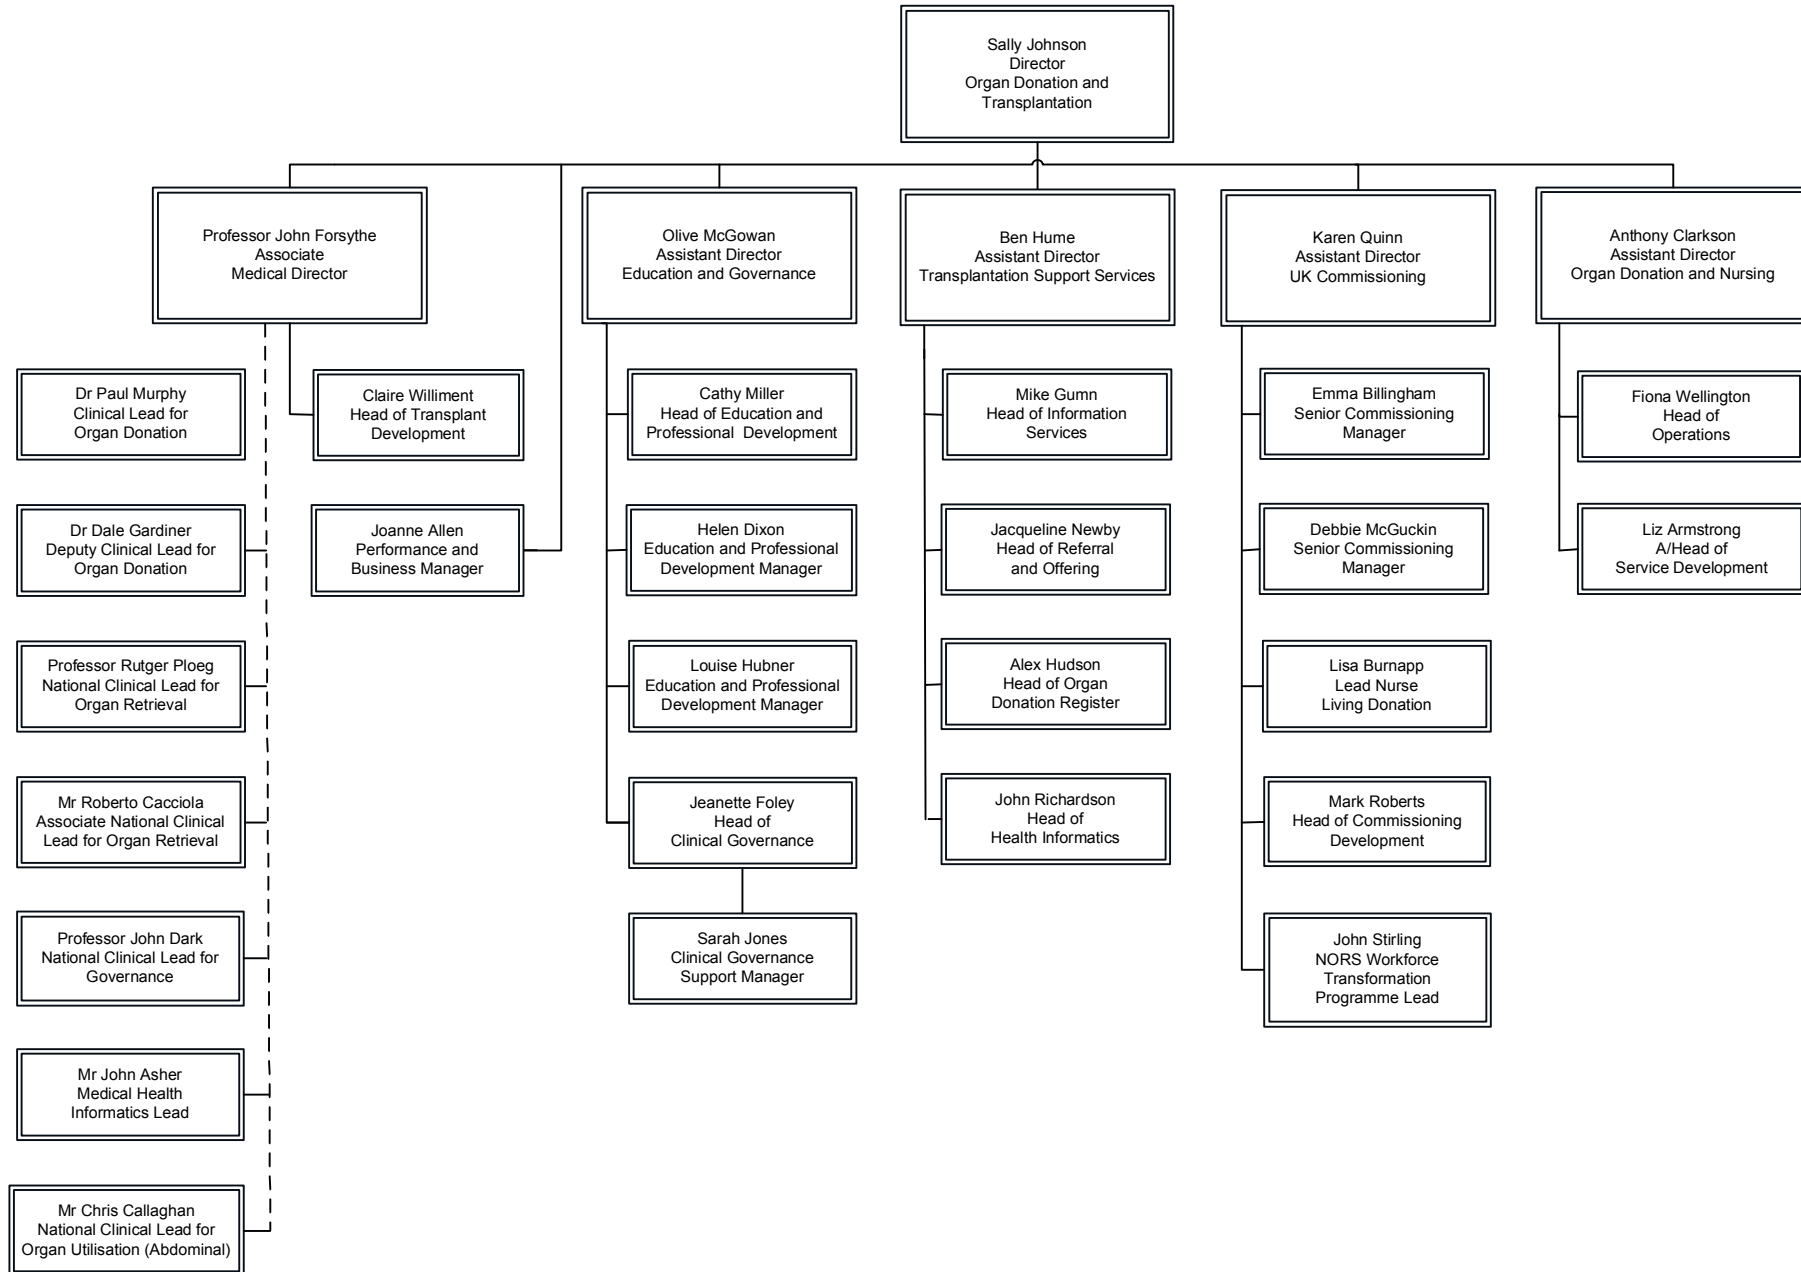 Sally Johnson
Director
Organ Donation and
Transplantation
Professor John Forsythe
Associate
Medical Director
Olive McGowan
Assistant Director
Education and Governance
Ben Hume
Assistant Director
Transplantation Support Services
Karen Quinn
Assistant Director
UK Commissioning
Anthony Clarkson
Assistant Director
Organ Donation and Nursing
Dr Paul Murphy
Clinical Lead for
Organ Donation
Claire Williment
Head of Transplant
Development
Cathy Miller
Head of Education and
Professional Development
Mike Gumn
Head of Information
Services
Emma Billingham
Senior Commissioning
Manager
Fiona Wellington
Head of
Operations
Dr Dale Gardiner
Deputy Clinical Lead for
Organ Donation
Joanne Allen
Performance and
Business Manager
Helen Dixon
Education and Professional
Development Manager
Jacqueline Newby
Head of Referral
and Offering
Debbie McGuckin
Senior Commissioning
Manager
Liz Armstrong
A/Head of
Service Development
Professor Rutger Ploeg
National Clinical Lead for
Organ Retrieval
Louise Hubner
Education and Professional
Development Manager
Alex Hudson
Head of Organ
Donation Register
Lisa Burnapp
Lead Nurse
Living Donation
Mr Roberto Cacciola
Associate National Clinical
Lead for Organ Retrieval
Jeanette Foley
Head of
Clinical Governance
John Richardson
Head of
Health Informatics
Mark Roberts
Head of Commissioning
Development
Professor John Dark
National Clinical Lead for
Governance
Sarah Jones
Clinical Governance
Support Manager
John Stirling
NORS Workforce
Transformation
Programme Lead
Mr John Asher
Medical Health
Informatics Lead
Mr Chris Callaghan
National Clinical Lead for
Organ Utilisation (Abdominal)